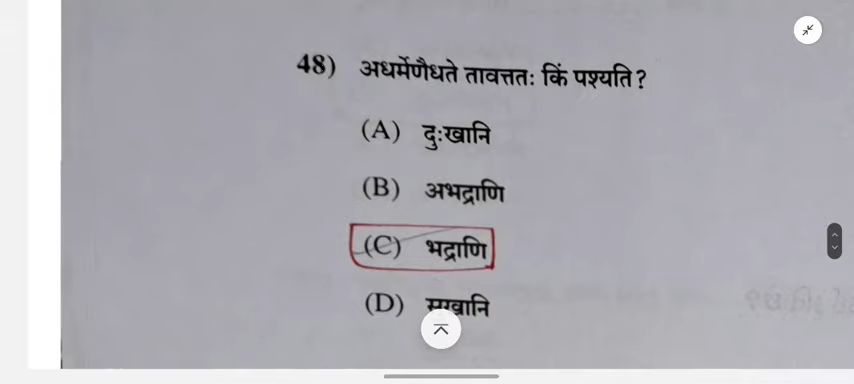 48) अधर्मेणैधते तावत्ततः किं पश्यति?
(A) दुःखानि
(B) अभद्राणि
(C) भद्राणि
(D) सुखानि